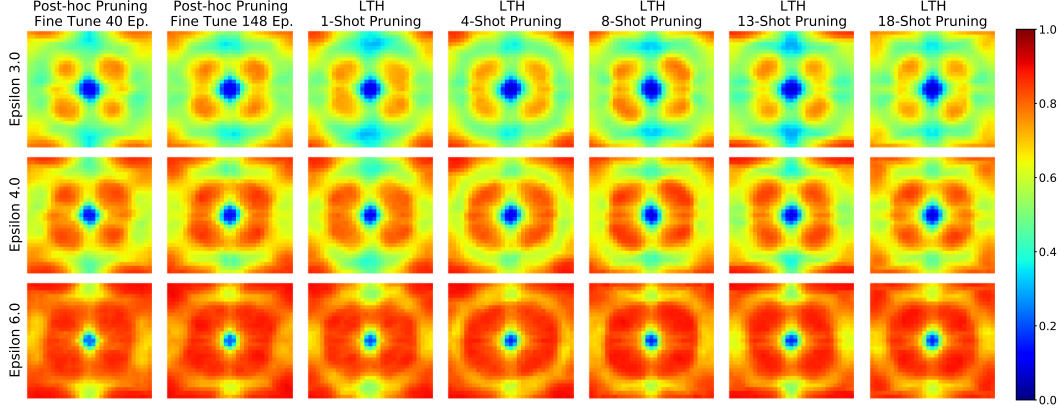 Post-hoc Pruning
Fine Tune 40 Ep.
Post-hoc Pruning
Fine Tune 148 Ep.
LTH
1-Shot Pruning
LTH
4-Shot Pruning
LTH
8-Shot Pruning
LTH
13-Shot Pruning
LTH
18-Shot Pruning
Epsilon 3.0
Epsilon 4.0
Epsilon 6.0
1.0
0.8
0.6
0.4
0.2
0.0